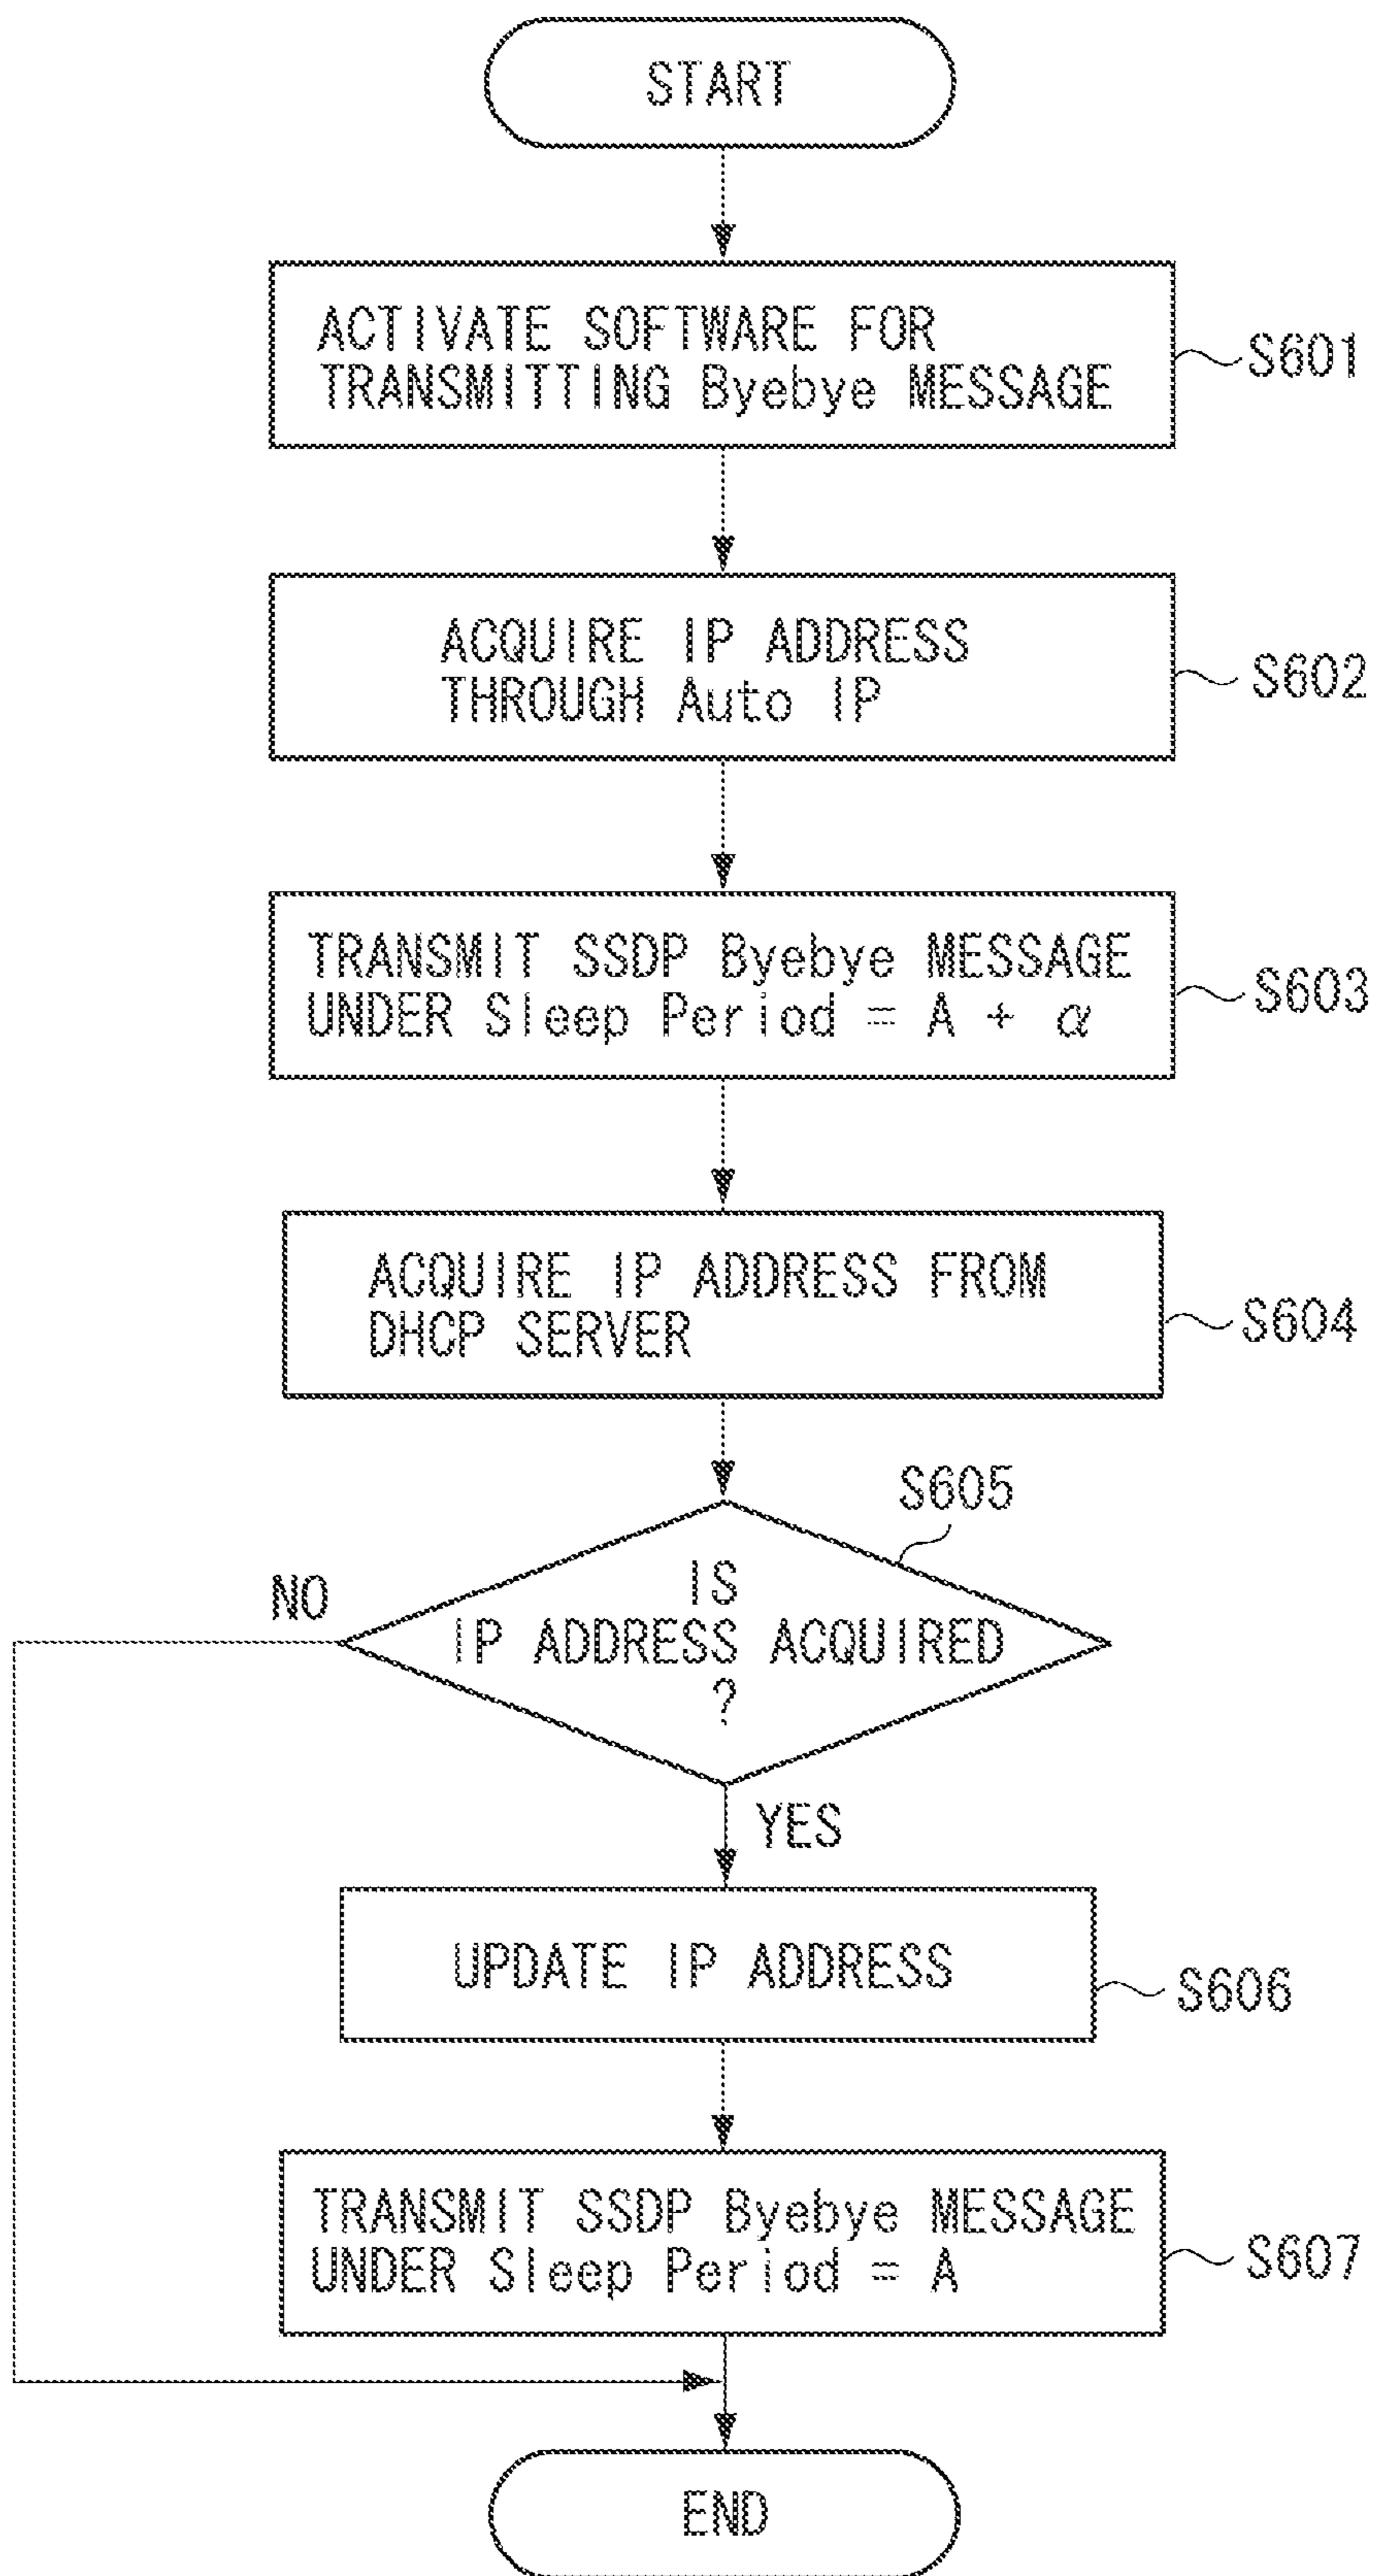 START
ACTIVATE SOFTWARE FOR
TRANSMITTING Byebye MESSAGE
S601
ACQUIRE IP ADDRESS
THROUGH Auto IP
S602
TRANSMIT SSDP Byebye MESSAGE
UNDER Sleep Period = A + α
S603
ACQUIRE IP ADDRESS FROM
DHCP SERVER
S604
S605
IS
IP ADDRESS ACQUIRED
?
NO
YES
UPDATE IP ADDRESS
S606
TRANSMIT SSDP Byebye MESSAGE
UNDER Sleep Period = A
S607
END